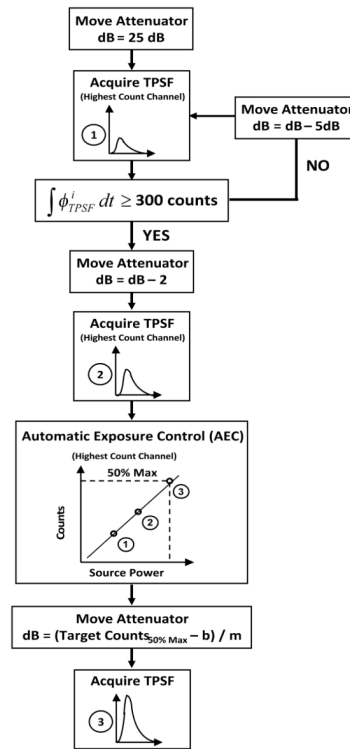 Move Attenuator
dB = 25 dB
Acquire TPSF
(Highest Count Channel)
1
Move Attenuator
dB = dB – 5dB
NO
∫ϕ^i_TPSF dt ≥ 300 counts
YES
Move Attenuator
dB = dB – 2
Acquire TPSF
(Highest Count Channel)
2
Automatic Exposure Control (AEC)
(Highest Count Channel)
50% Max
3
2
1
Counts
Source Power
Move Attenuator
dB = (Target Counts50% Max – b) / m
Acquire TPSF
3